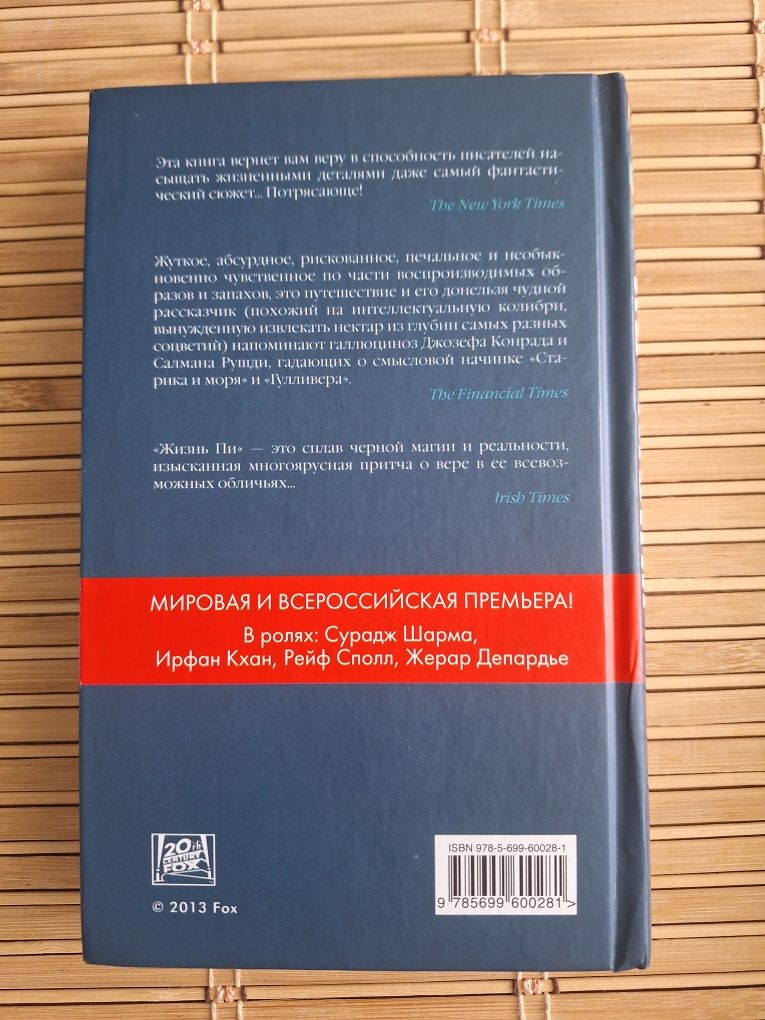 Эта книга вернет вам веру в способность писателей на-
сыщать жизненными деталями даже самый фантасти-
ческий сюжет... Потрясающе!
The New York Times
Жуткое, абсурдное, рискованное, печальное и необык-
новенно чувственное по части воспроизводимых об-
разов и запахов, это путешествие и его донельзя чудной
рассказчик (похожий на интеллектуальную колибри,
вынужденную извлекать нектар из глубин самых разных
соцветий) напоминают галлюциноз Джозефа Конрада и
Салмана Рушди, гадающих о смысловой начинке «Ста-
рика и моря» и «Гулливера».
The Financial Times
«Жизнь Пи» — это сплав черной магии и реальности,
изысканная многоярусная притча о вере в ее всевоз-
можных обличьях...
Irish Times
МИРОВАЯ И ВСЕРОССИЙСКАЯ ПРЕМЬЕРА!
В ролях: Сурадж Шарма,
Ирфан Кхан, Рейф Сполл, Жерар Депардье
20th
CENTURY
FOX
© 2013 Fox
ISBN 978-5-699-60028-1
9 785699 600281 >